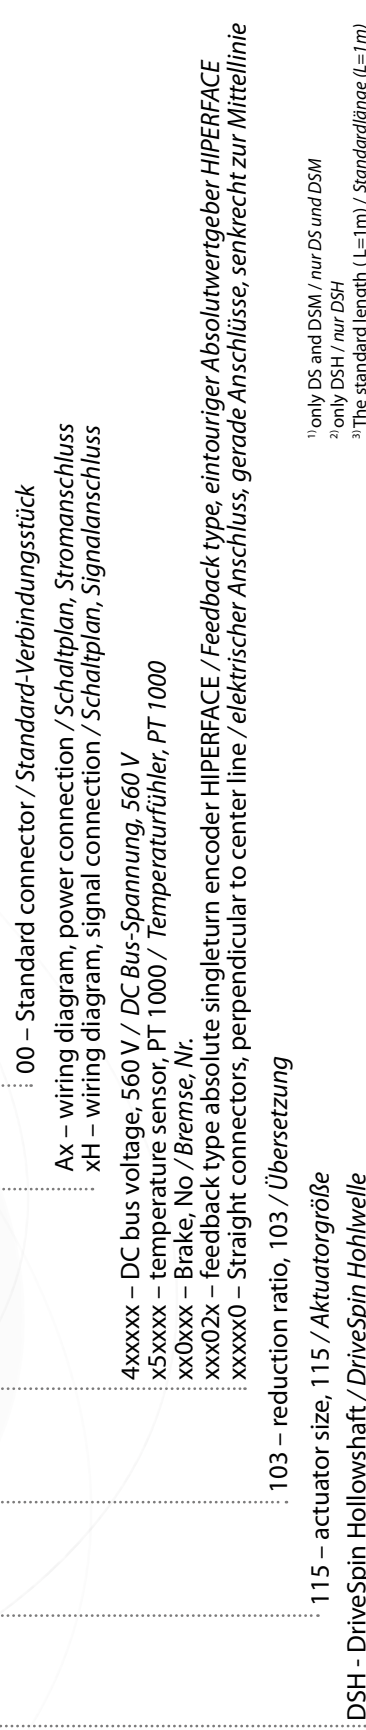 00 – Standard connector / Standard-Verbindungsstück
Ax – wiring diagram, power connection / Schaltplan, Stromanschluss
xH – wiring diagram, signal connection / Schaltplan, Signalanschluss
4xxxxx – DC bus voltage, 560 V / DC Bus-Spannung, 560 V
x5xxxx – temperature sensor, PT 1000 / Temperaturfühler, PT 1000
xx0xxx – Brake, No / Bremse, Nr.
xxx02x – feedback type absolute singleturn encoder HIPERFACE / Feedback type, eintouriger Absolutwertgeber HIPERFACE
xxxxx0 – Straight connectors, perpendicular to center line / elektrischer Anschluss, gerade Anschlüsse, senkrecht zur Mittellinie
103 – reduction ratio, 103 / Übersetzung
115 – actuator size, 115 / Aktuatorgröße
DSH - DriveSpin Hollowshaft / DriveSpin Hohlwelle
1) only DS and DSM / nur DS und DSM
2) only DSH / nur DSH
3) The standard length ( L=1m) / Standardlänge (L=1m)